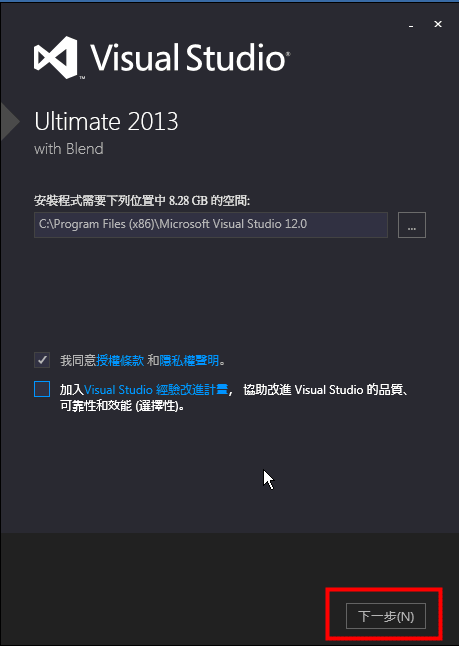 Visual Studio®
Ultimate 2013
with Blend
安裝程式需要下列位置中 8.28 GB 的空間:
C:\Program Files (x86)\Microsoft Visual Studio 12.0
...
我同意授權條款 和隱私權聲明。
加入Visual Studio 經驗改進計畫， 協助改進 Visual Studio 的品質、
可靠性和效能 (選擇性)。
下一步(N)